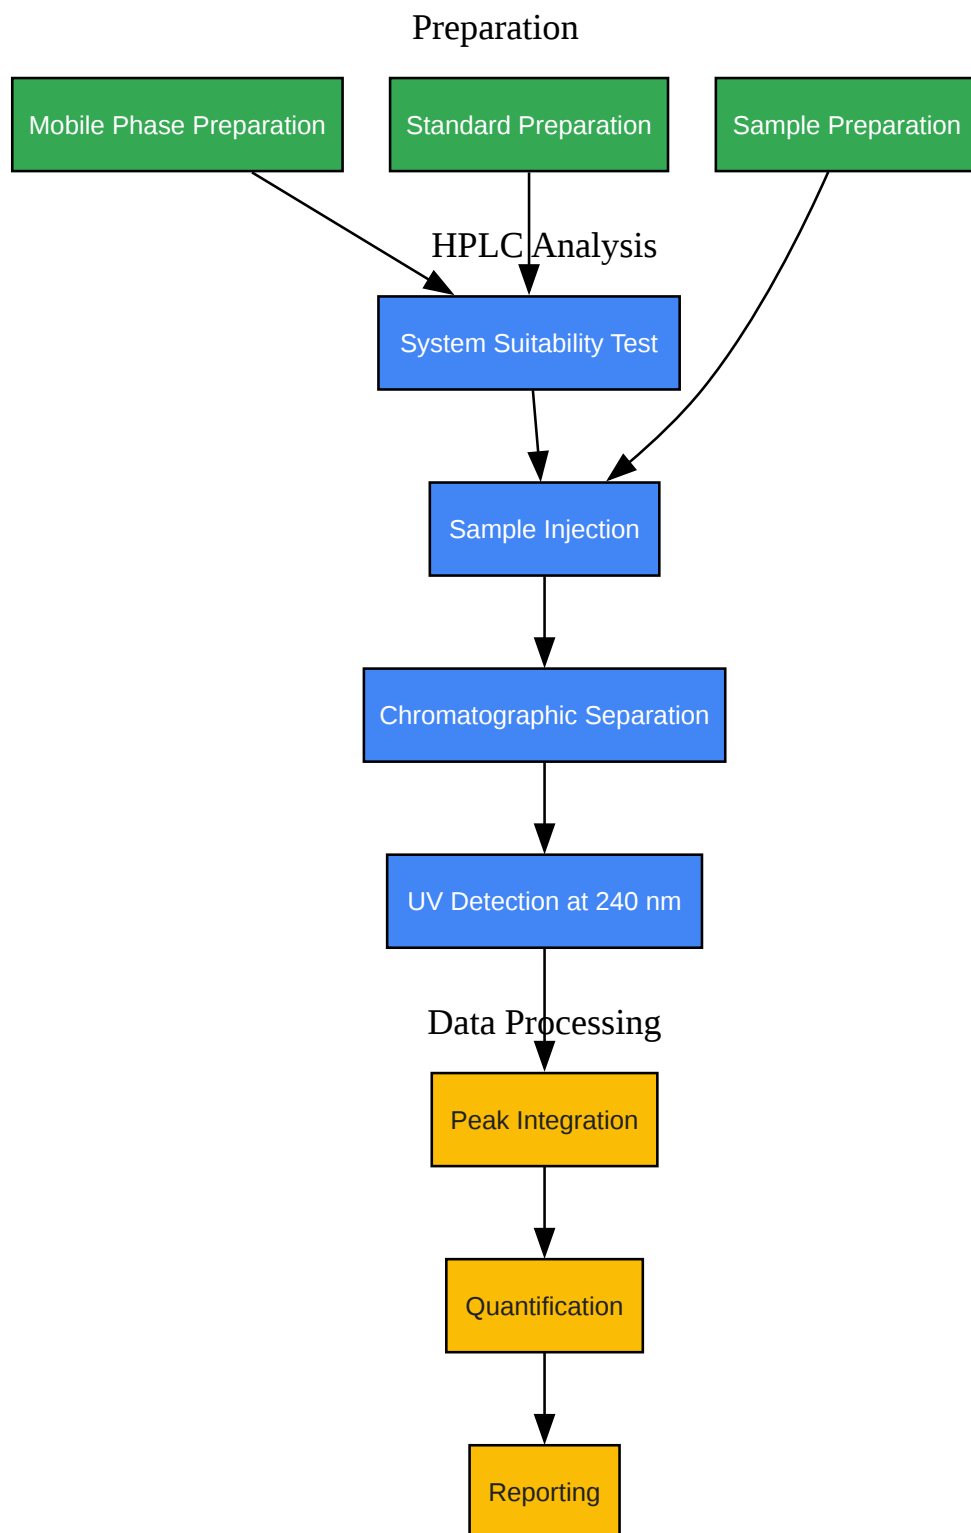 Preparation
Mobile Phase Preparation
Standard Preparation
Sample Preparation
HPLC Analysis
System Suitability Test
Sample Injection
Chromatographic Separation
UV Detection at 240 nm
Data Processing
Peak Integration
Quantification
Reporting